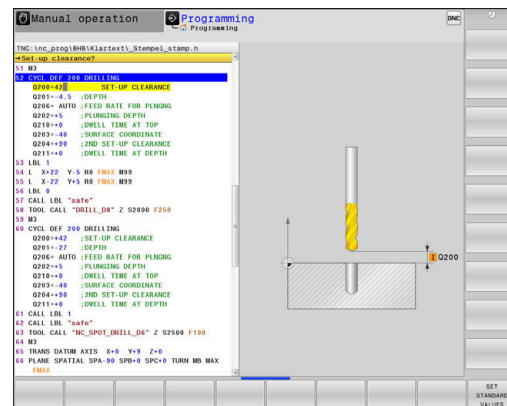 Manual operation
Programming
Programming
DNC
TNC:\nc_prog\BHB\Klartext\_Stempel_stamp.h
→Set-up clearance?
51 M3
52 CYCL DEF 200 DRILLING
Q200=42 SET-UP CLEARANCE
Q201=-4.5 ;DEPTH
Q206= AUTO ;FEED RATE FOR PLNGNG
Q202=+5 ;PLUNGING DEPTH
Q210=+0 ;DWELL TIME AT TOP
Q203=-40 ;SURFACE COORDINATE
Q204=+90 ;2ND SET-UP CLEARANCE
Q211=+0 ;DWELL TIME AT DEPTH
53 LBL 1
54 L X+22 Y-5 R0 FMAX M99
55 L X-22 Y+5 R0 FMAX M99
56 LBL 0
57 CALL LBL "safe"
58 TOOL CALL "DRILL_D8" Z S2000 F250
59 M3
60 CYCL DEF 200 DRILLING
Q200=+42 ;SET-UP CLEARANCE
Q201=-27 ;DEPTH
Q206= AUTO ;FEED RATE FOR PLNGNG
Q202=+5 ;PLUNGING DEPTH
Q210=+0 ;DWELL TIME AT TOP
Q203=-40 ;SURFACE COORDINATE
Q204=+90 ;2ND SET-UP CLEARANCE
Q211=+0 ;DWELL TIME AT DEPTH
61 CALL LBL 1
62 CALL LBL "safe"
63 TOOL CALL "NC_SPOT_DRILL_D6" Z S2500 F100
64 M3
65 TRANS DATUM AXIS X+0 Y+9 Z+0
66 PLANE SPATIAL SPA-90 SPB+0 SPC+0 TURN MB MAX
FMAX
I Q200
SET
STANDARD
VALUES